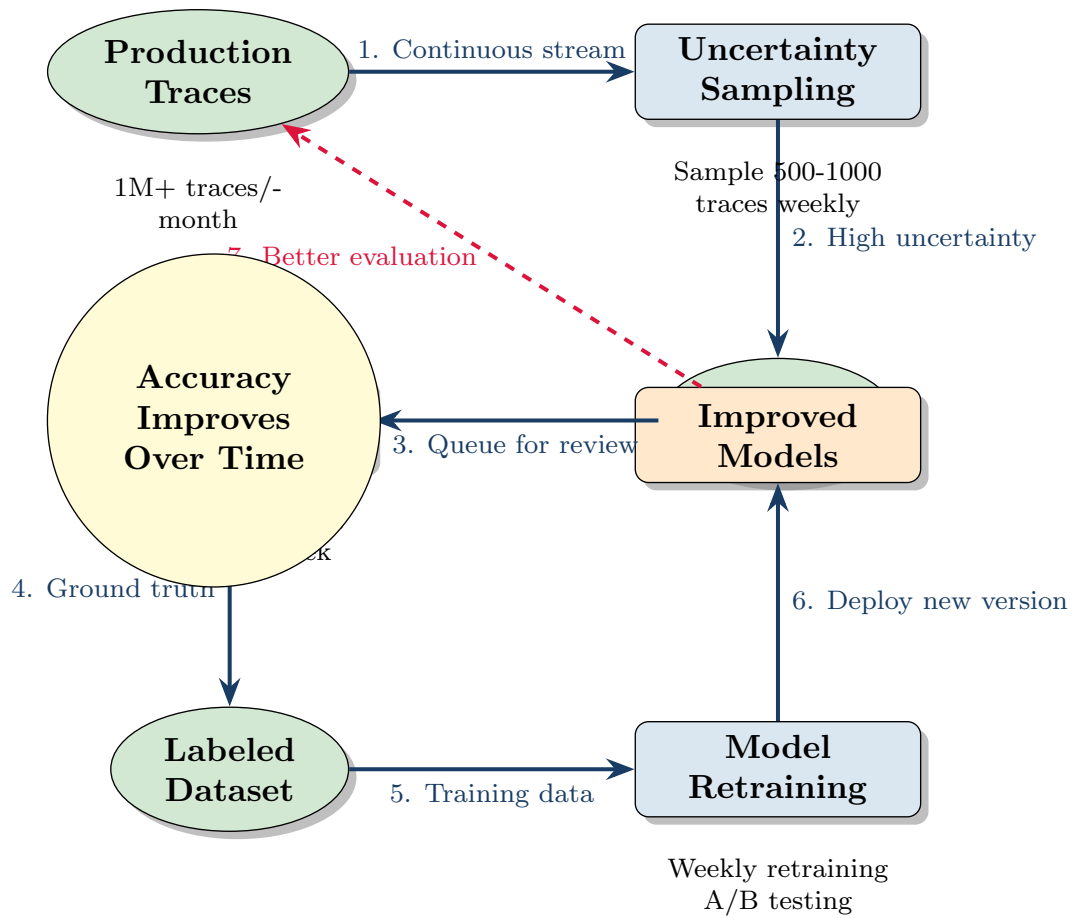 Production
Traces
1. Continuous stream
Uncertainty
Sampling
1M+ traces/-
month
Sample 500-1000
traces weekly
2. High uncertainty
7. Better evaluation
Accuracy
Improves
Over Time
3. Queue for review
Improved
Models
4. Ground truth
6. Deploy new version
Labeled
Dataset
5. Training data
Model
Retraining
Weekly retraining
A/B testing